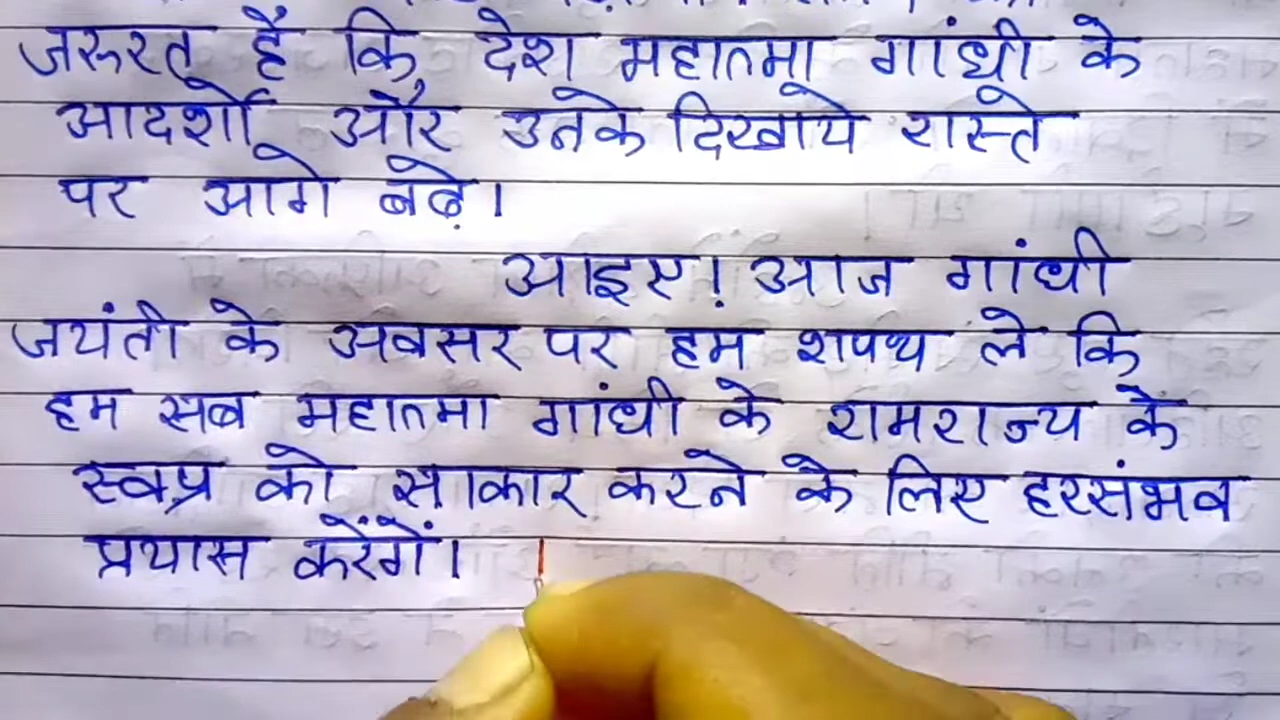 जरुरत है कि देश महात्मा गांधी के
आदर्शों और उनके दिखाये रास्ते
पर आगे बढ़े।
आइए! आज गांधी
जयंती के अवसर पर हम शपथ ले कि
हम सब महात्मा गांधी के रामराज्य के
स्वप्न को साकार करने के लिए हरसंभव
प्रयास करेंगें।